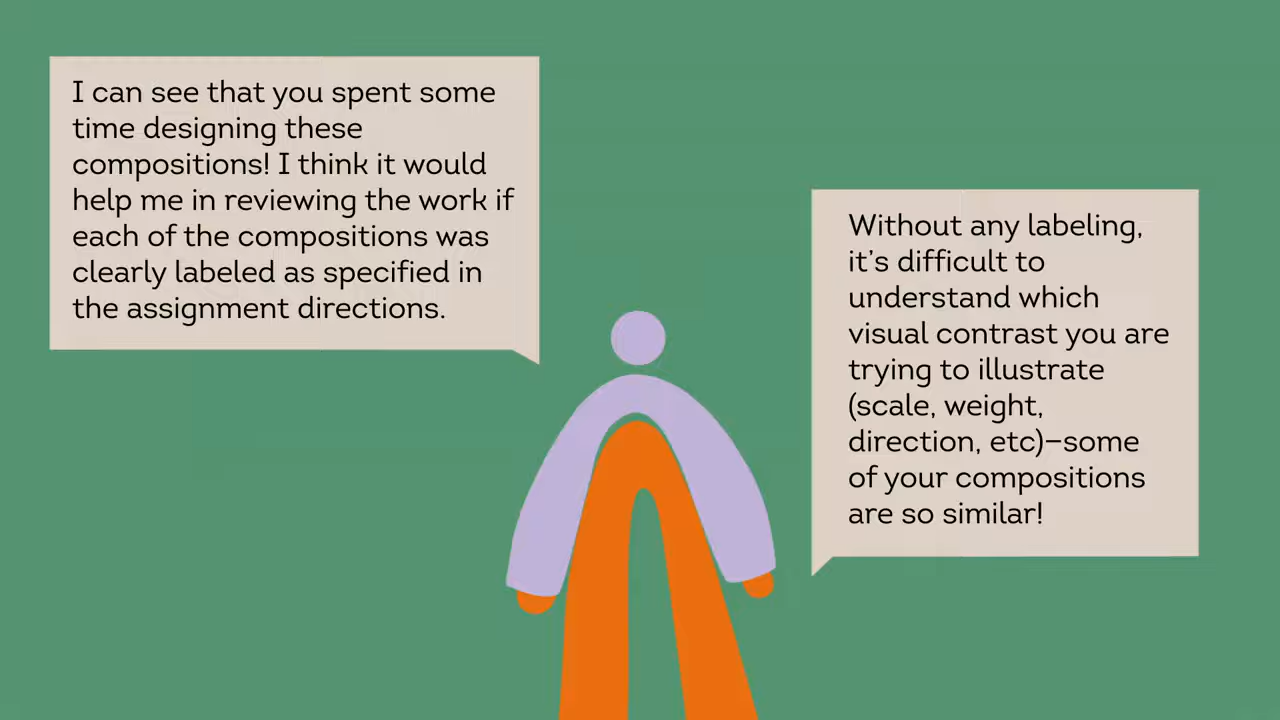 I can see that you spent some
time designing these
compositions! I think it would
help me in reviewing the work if
each of the compositions was
clearly labeled as specified in
the assignment directions.
Without any labeling,
it's difficult to
understand which
visual contrast you are
trying to illustrate
(scale, weight,
direction, etc)—some
of your compositions
are so similar!